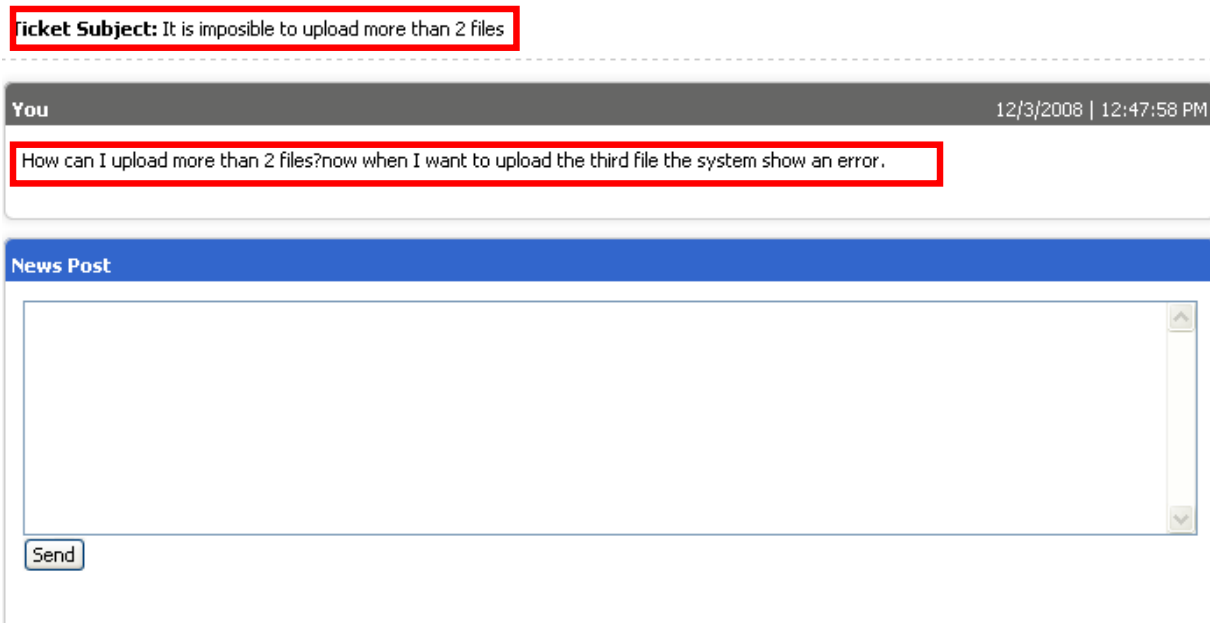 Ticket Subject: It is imposible to upload more than 2 files
You 12/3/2008 | 12:47:58 PM
How can I upload more than 2 files?now when I want to upload the third file the system show an error.
News Post
Send